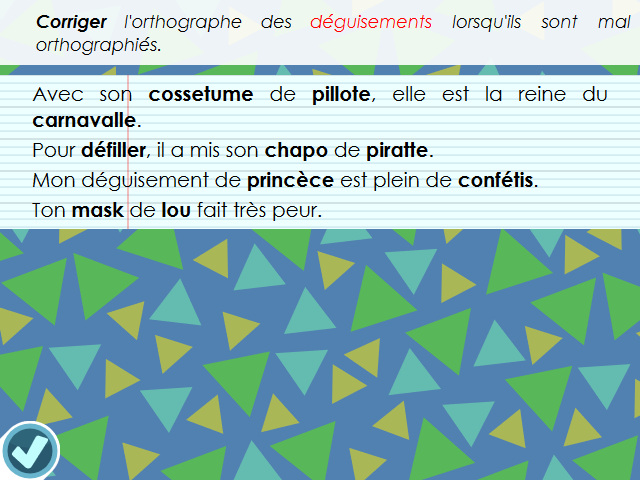 Corriger l'orthographe des déguisements lorsqu'ils sont mal
orthographiés.
Avec son cossetume de pillote, elle est la reine du
carnavalle.
Pour défiller, il a mis son chapo de piratte.
Mon déguisement de princèce est plein de confétis.
Ton mask de lou fait très peur.